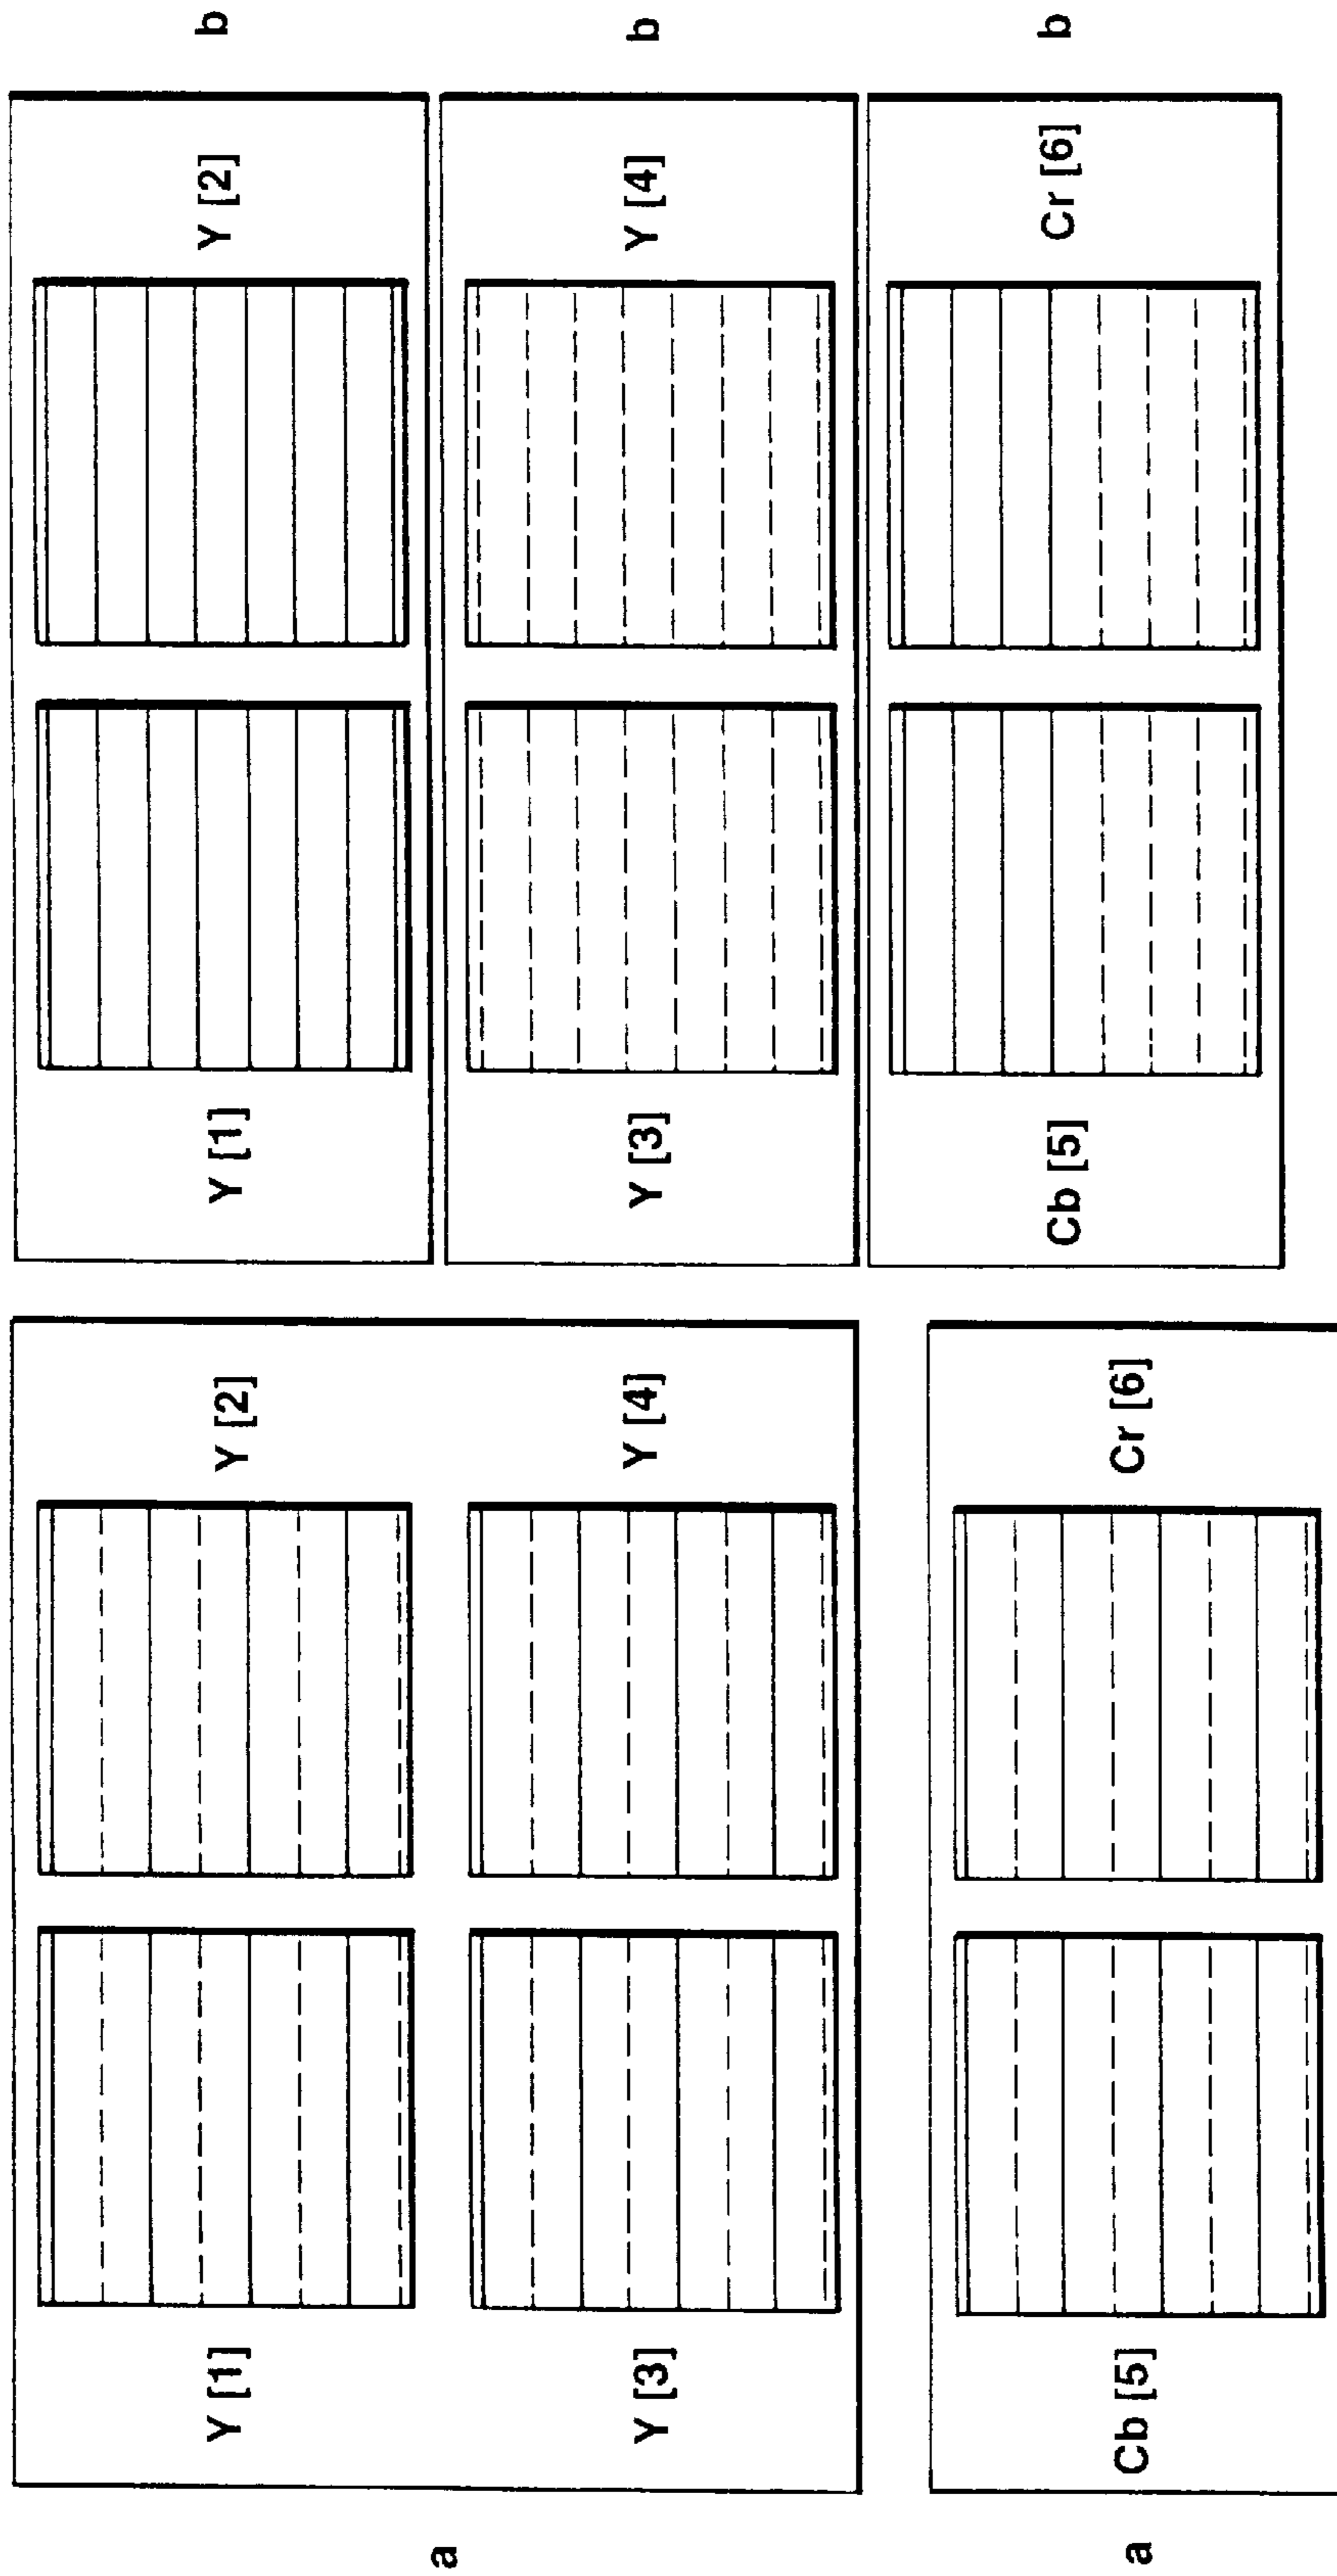 Y [1] Y [2] Y [1] Y [2] b
a
Y [3] Y [4] Y [3] Y [4] b
Cb [5] Cr [6] b
a Cb [5] Cr [6]